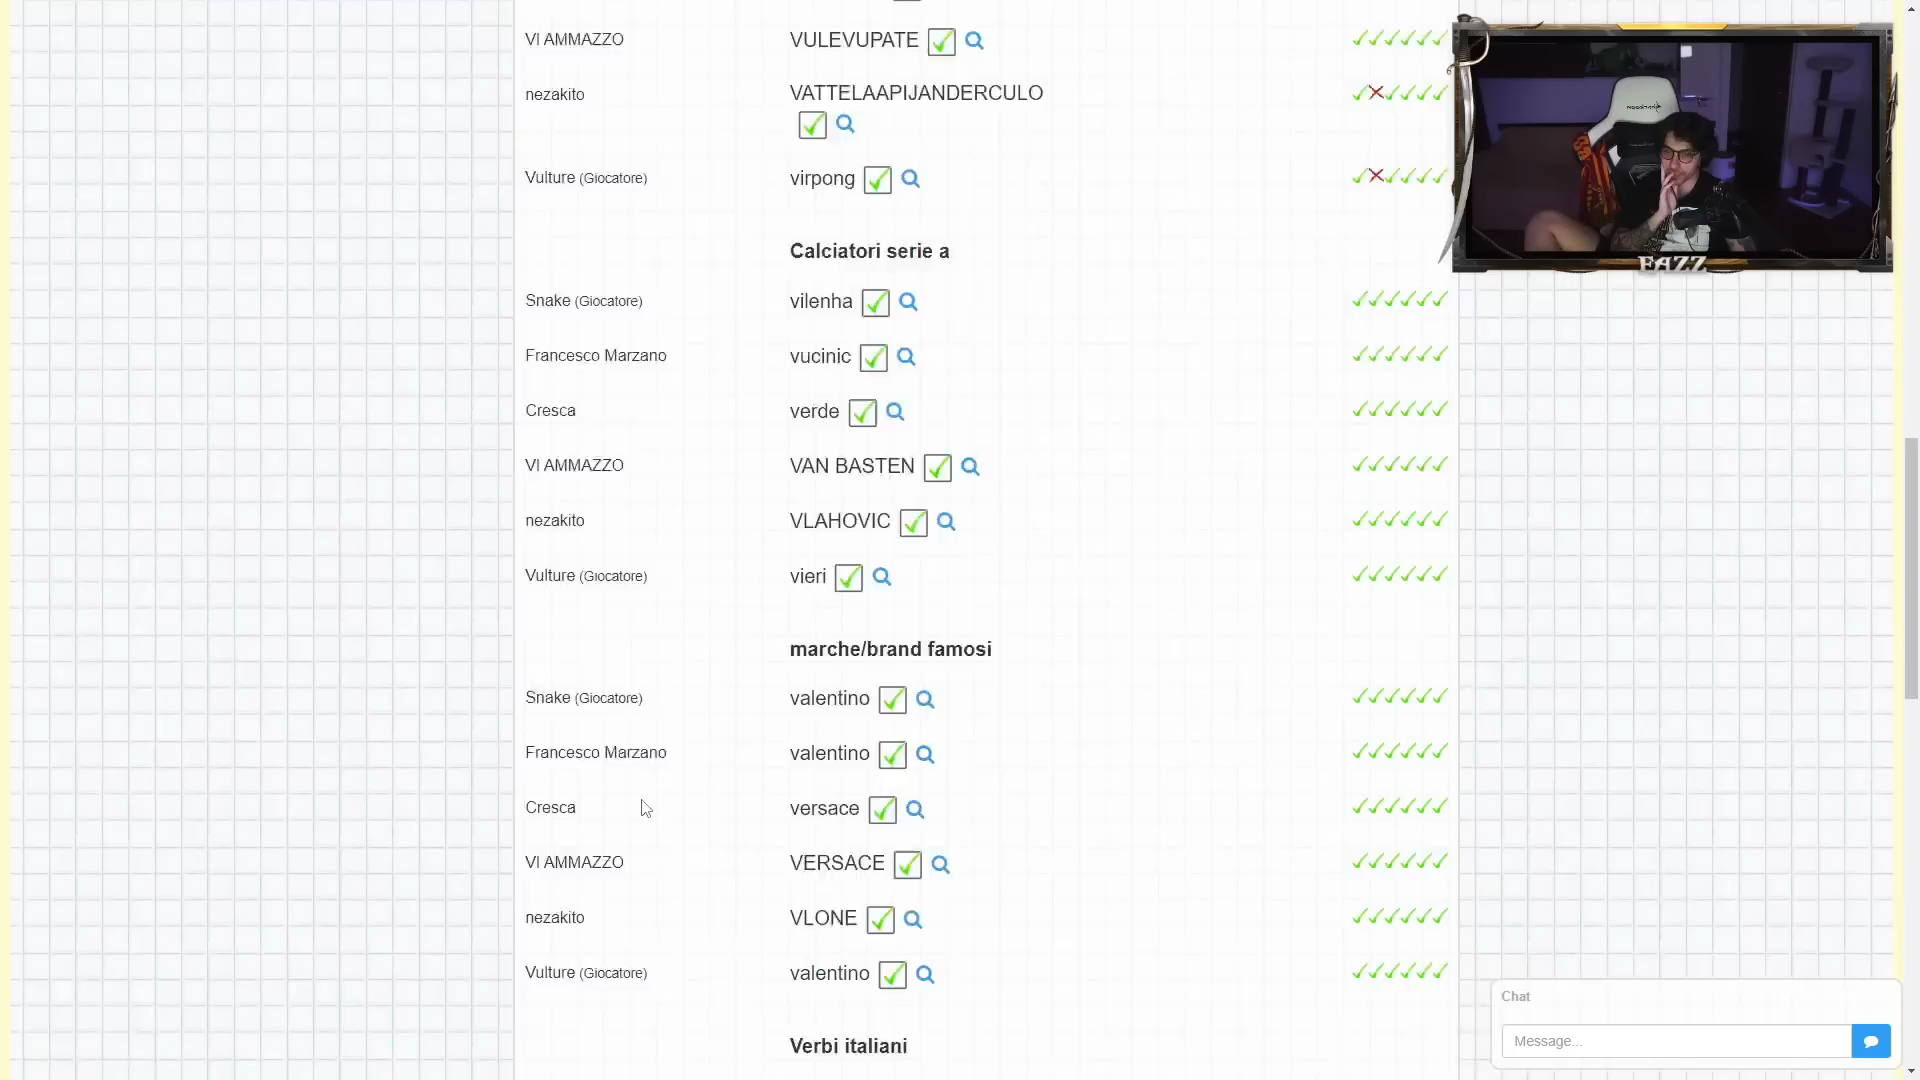 VI AMMAZZO VULEVUPATE
nezakito VATTELAAPIJANDERCULO
Vulture (Giocatore) virpong
Calciatori serie a
Snake (Giocatore) vilenha
Francesco Marzano vucinic
Cresca verde
VI AMMAZZO VAN BASTEN
nezakito VLAHOVIC
Vulture (Giocatore) vieri
marche/brand famosi
Snake (Giocatore) valentino
Francesco Marzano valentino
Cresca versace
VI AMMAZZO VERSACE
nezakito VLONE
Vulture (Giocatore) valentino
Verbi italiani
FAZZ
Chat
Message...